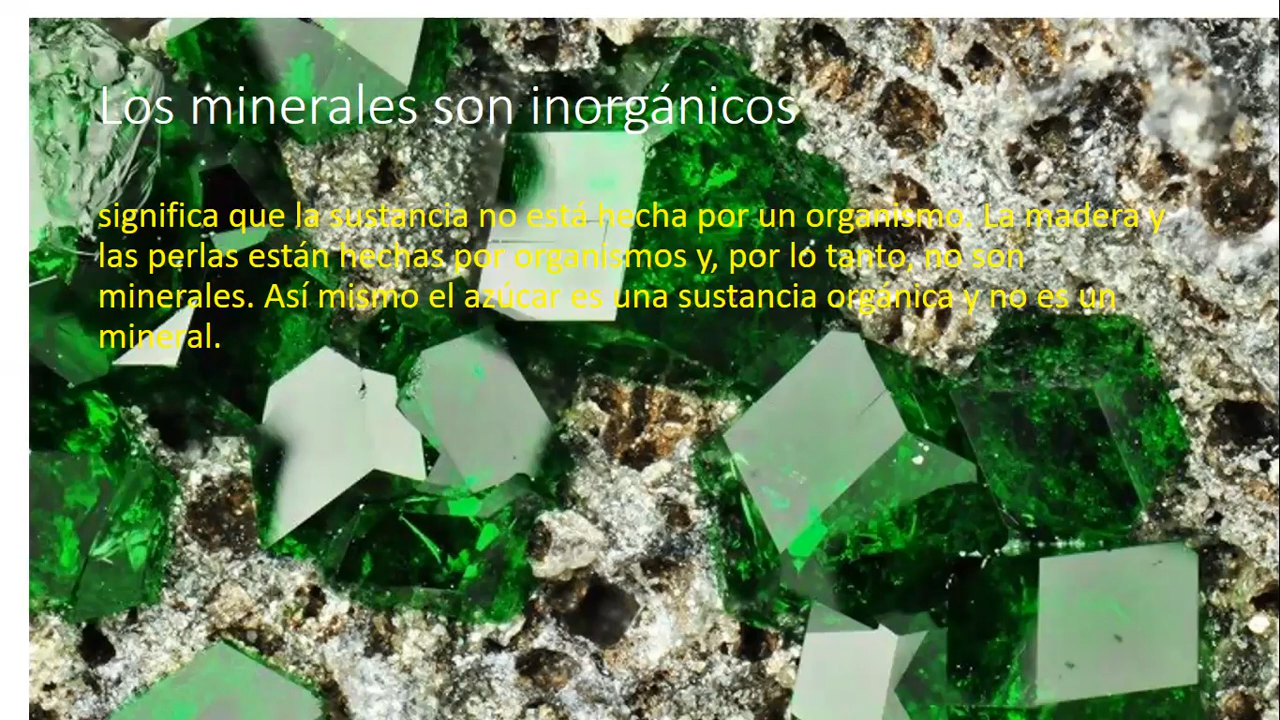 Los minerales son inorgánicos
significa que la sustancia no está hecha por un organismo. La madera y
las perlas están hechas por organismos y, por lo tanto, no son
minerales. Así mismo el azúcar es una sustancia orgánica y no es un
mineral.